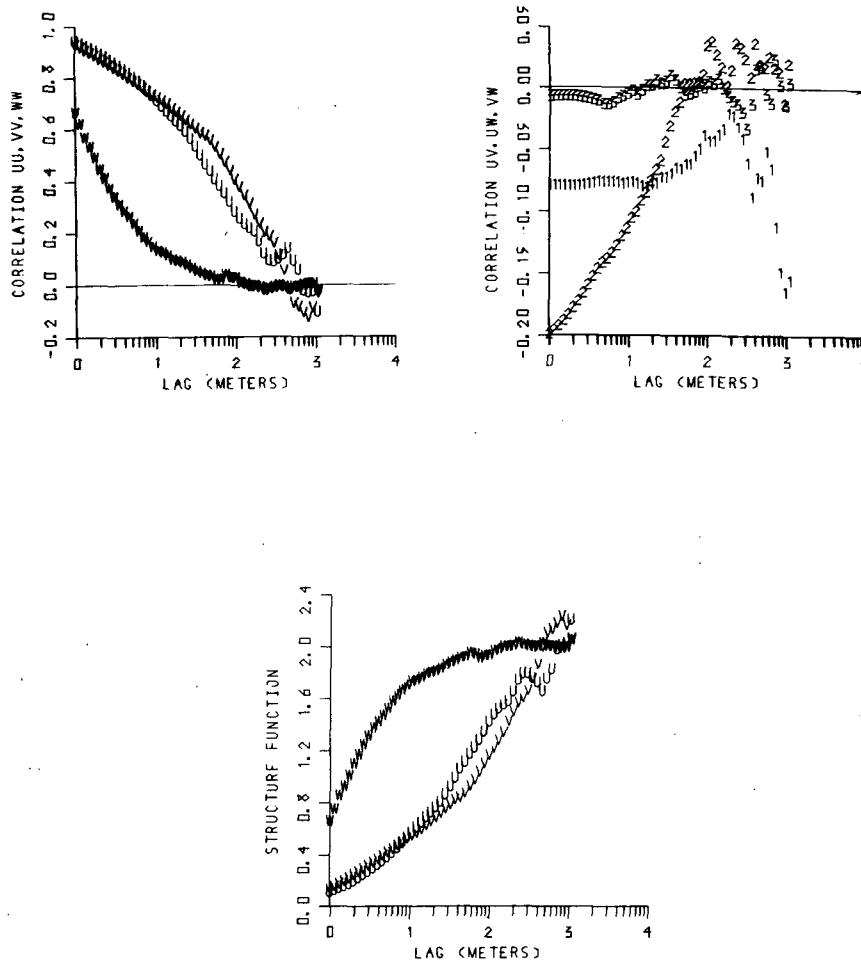 CORRELATION UU,VV,WW
1.0
0.8
0.6
0.4
0.2
0.0
-0.2
0 1 2 3 4
LAG (METERS)
CORRELATION UV,UW,VW
0.05
0.00
-0.05
-0.10
-0.15
-0.20
0 1 2 3
LAG (METERS)
STRUCTURE FUNCTION
2.4
2.0
1.6
1.2
0.8
0.4
0.0
0 1 2 3 4
LAG (METERS)